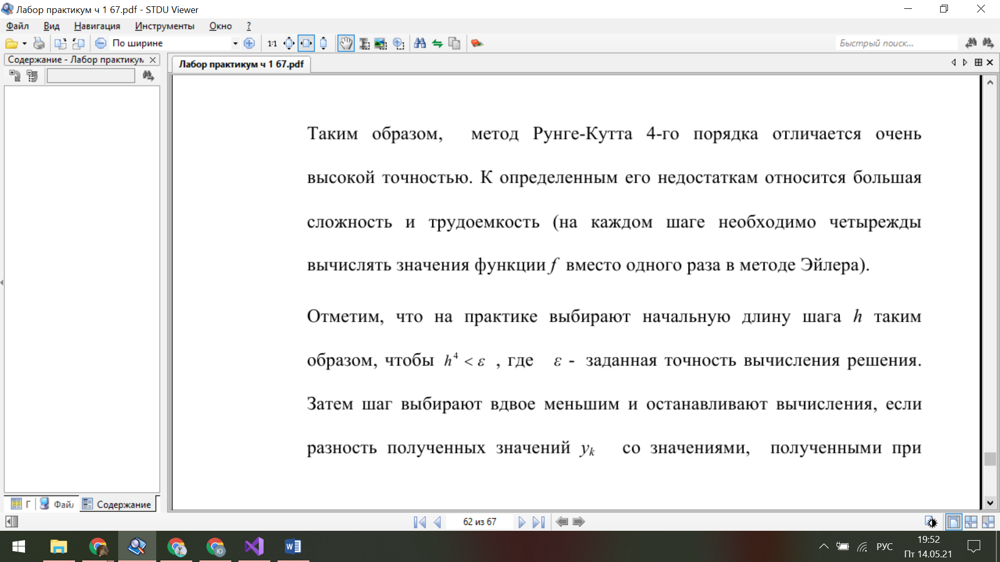 Лабор практикум ч 1 67.pdf - STDU Viewer
Файл Вид Навигация Инструменты Окно ?
По ширине 1:1 Быстрый поиск...
Содержание - Лабор практикум
Лабор практикум ч 1 67.pdf
Таким образом, метод Рунге-Кутта 4-го порядка отличается очень
высокой точностью. К определенным его недостаткам относится большая
сложность и трудоемкость (на каждом шаге необходимо четырежды
вычислять значения функции f вместо одного раза в методе Эйлера).
Отметим, что на практике выбирают начальную длину шага h таким
образом, чтобы h⁴ < ε , где ε - заданная точность вычисления решения.
Затем шаг выбирают вдвое меньшим и останавливают вычисления, если
разность полученных значений yₖ со значениями, полученными при
Г Файл Содержание
62 из 67
19:52
РУС
Пт 14.05.21